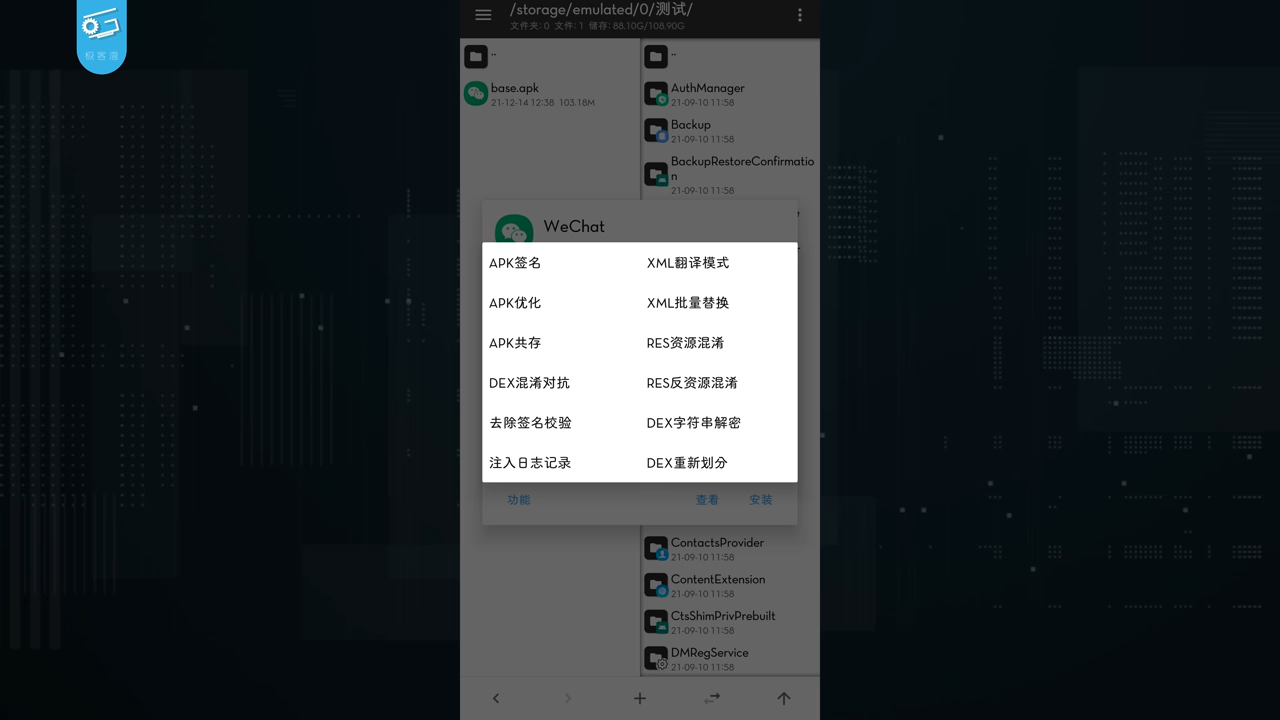 极客湾
/storage/emulated/0/测试/
文件夹: 0 文件: 1 储存: 88.10G/108.90G
..
base.apk
21-12-14 12:38 103.18M
..
AuthManager
21-09-10 11:58
Backup
21-09-10 11:58
BackupRestoreConfirmatio
n
21-09-10 11:58
WeChat
APK签名
XML翻译模式
APK优化
XML批量替换
APK共存
RES资源混淆
DEX混淆对抗
RES反资源混淆
去除签名校验
DEX字符串解密
注入日志记录
DEX重新划分
功能
查看
安装
ContactsProvider
21-09-10 11:58
ContentExtension
21-09-10 11:58
CtsShimPrivPrebuilt
21-09-10 11:58
DMRegService
21-09-10 11:58